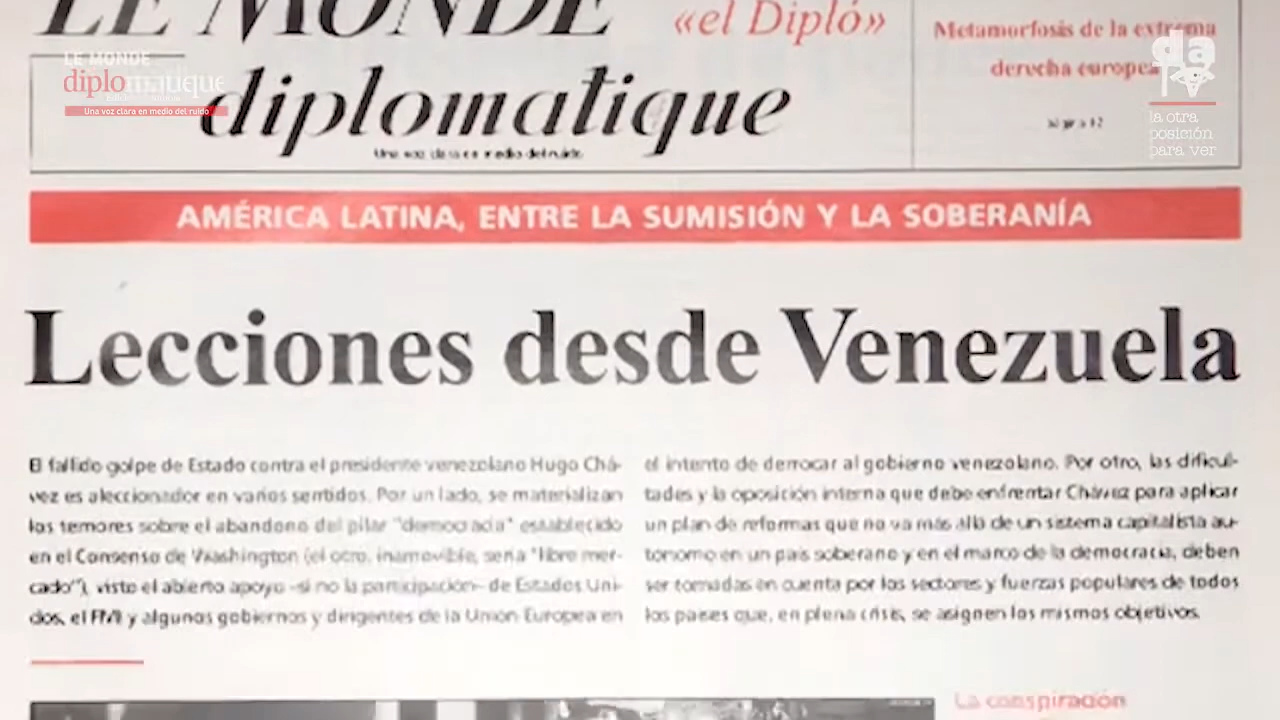 LE MONDE
«el Dipló»
diplomatique
Una voz clara en medio del ruido
Metamorfosis de la extrema
derecha europea
LE MONDE
diplomatique
Una voz clara en medio del ruido
la otra
posición
para ver
AMÉRICA LATINA, ENTRE LA SUMISIÓN Y LA SOBERANÍA
Lecciones desde Venezuela
El fallido golpe de Estado contra el presidente venezolano Hugo Chá-
vez es aleccionador en varios sentidos. Por un lado, se materializan
los temores sobre el abandono del pilar "democracia" establecido
en el Consenso de Washington (el otro, inamovible, sería "libre mer-
cado"), visto el abierto apoyo -si no la participación- de Estados Uni-
dos, el FMI y algunos gobiernos y dirigentes de la Unión Europea en
el intento de derrocar al gobierno venezolano. Por otro, las dificul-
tades y la oposición interna que debe enfrentar Chávez para aplicar
un plan de reformas que no va más allá de un sistema capitalista au-
tónomo en un país soberano y en el marco de la democracia, deben
ser tomadas en cuenta por los sectores y fuerzas populares de todos
los países que, en plena crisis, se asignen los mismos objetivos.
La conspiración